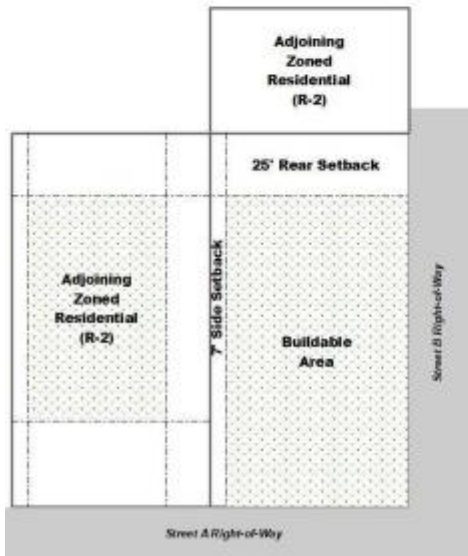 Adjoining
Zoned
Residential
(R-2)
25' Rear Setback
Adjoining
Zoned
Residential
(R-2)
7' Side Setback
Buildable
Area
Street B Right-of-Way
Street A Right-of-Way